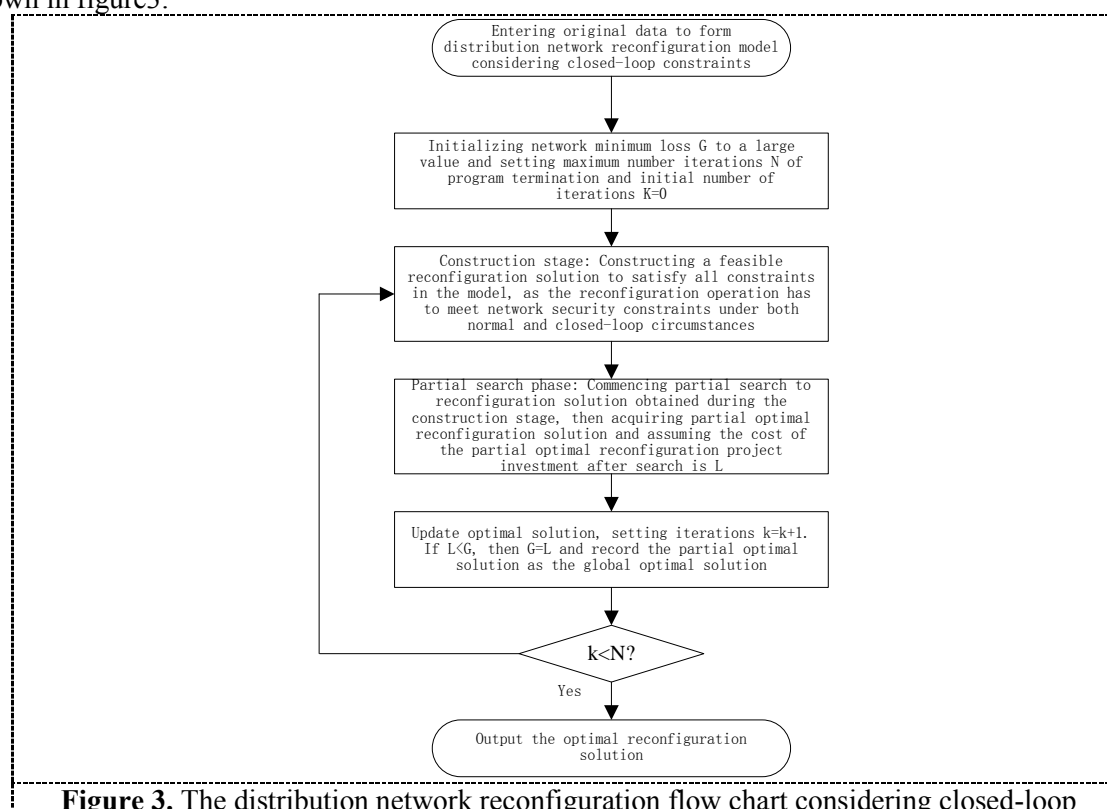 own in figure3.
Entering original data to form
distribution network reconfiguration model
considering closed-loop constraints
Initializing network minimum loss G to a large
value and setting maximum number iterations N of
program termination and initial number of
iterations K=0
Construction stage: Constructing a feasible
reconfiguration solution to satisfy all constraints
in the model, as the reconfiguration operation has
to meet network security constraints under both
normal and closed-loop circumstances
Partial search phase: Commencing partial search to
reconfiguration solution obtained during the
construction stage, then acquiring partial optimal
reconfiguration solution and assuming the cost of
the partial optimal reconfiguration project
investment after search is L
Update optimal solution, setting iterations k=k+1.
If L<G, then G=L and record the partial optimal
solution as the global optimal solution
k<N?
Yes
Output the optimal reconfiguration
solution
Figure 3. The distribution network reconfiguration flow chart considering closed-loop